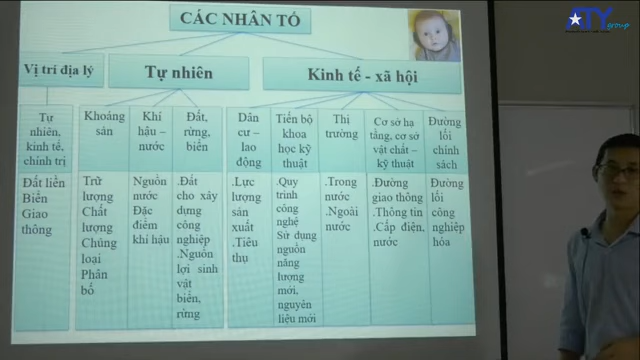 CÁC NHÂN TỐ
ATY
group
Vị trí địa lý
Tự nhiên
Kinh tế - xã hội
Tự
nhiên,
kinh tế,
chính trị
Khoáng
sản
Khí
hậu –
nước
Đất,
rừng,
biển
Dân
cư –
lao
động
Tiến bộ
khoa
học kỹ
thuật
Thị
trường
Cơ sở hạ
tầng, cơ sở
vật chất –
kỹ thuật
Đường
lối
chính
sách
Đất liền
Biển
Giao
thông
Trữ
lượng
Chất
lượng
Chủng
loại
Phân
bố
Nguồn
nước
Đặc
điểm
khí hậu
.Đất
cho xây
dựng
công
nghiệp
.Nguồn
lợi sinh
vật
biển,
rừng
.Lực
lượng
sản
xuất
.Tiêu
thụ
.Quy
trình
công
nghệ
Sử dụng
nguồn
năng
lượng
mới,
nguyên
liệu mới
.Trong
nước
.Ngoài
nước
.Đường
giao thông
.Thông tin
.Cấp điện,
nước
Đường
lối
công
nghiệp
hóa